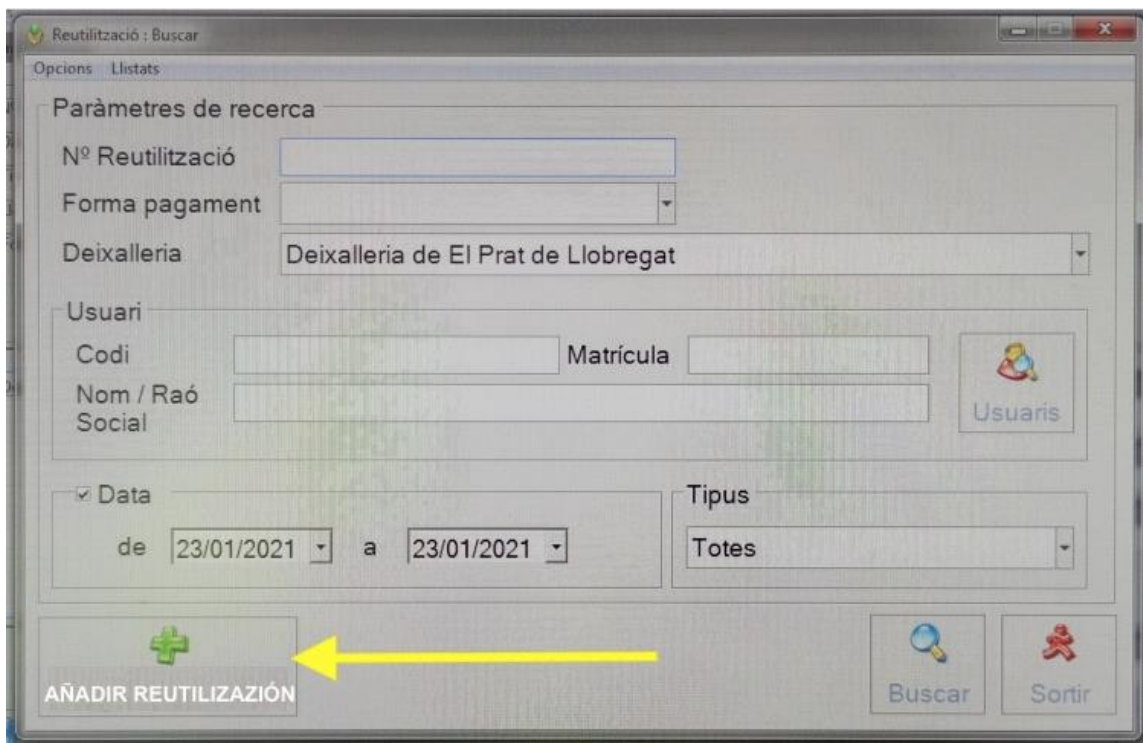 Reutilització : Buscar
Opcions Llistats
Paràmetres de recerca
Nº Reutilització
Forma pagament
Deixalleria Deixalleria de El Prat de Llobregat
Usuari
Codi Matrícula
Nom / Raó
Social
Usuaris
Data
de 23/01/2021 a 23/01/2021
Tipus
Totes
AÑADIR REUTILIZAZIÓN
Buscar
Sortir